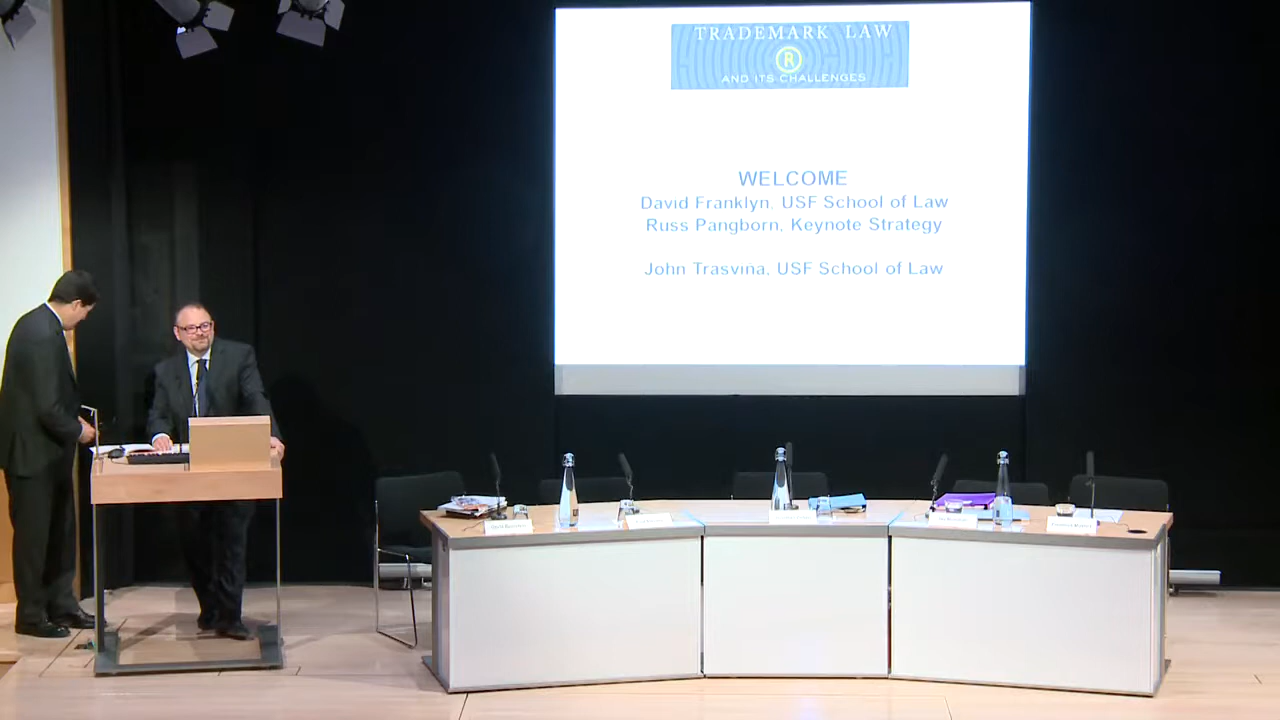 TRADEMARK LAW
R
AND ITS CHALLENGES
WELCOME
David Franklyn, USF School of Law
Russ Pangborn, Keynote Strategy
John Trasviña, USF School of Law